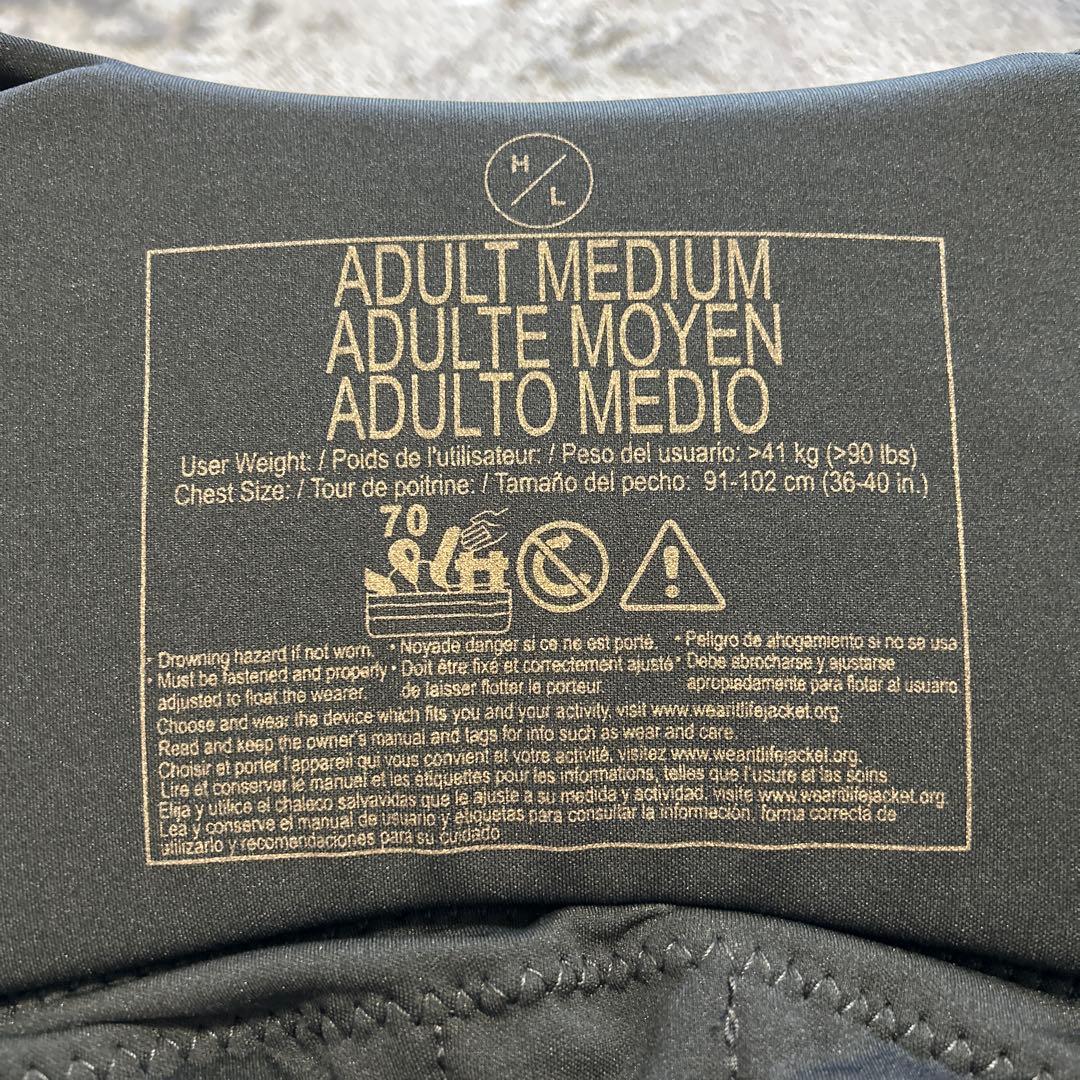 H/L
ADULT MEDIUM
ADULTE MOYEN
ADULTO MEDIO
User Weight: / Poids de l'utilisateur: / Peso del usuario: >41 kg (>90 lbs)
Chest Size: / Tour de poitrine: / Tamaño del pecho: 91-102 cm (36-40 in.)
70
• Drowning hazard if not worn.
• Must be fastened and properly
adjusted to float the wearer.
• Noyade danger si ce ne est porté.
• Doit être fixé et correctement ajusté
de laisser flotter le porteur.
• Peligro de ahogamiento si no se usa
• Debe abrocharse y ajustarse
apropiadamente para flotar al usuario
Choose and wear the device which fits you and your activity, visit www.wearitlifejacket.org.
Read and keep the owner's manual and tags for info such as wear and care.
Choisir et porter l'appareil qui vous convient et votre activité, visitez www.wearitlifejacket.org.
Lire et conserver le manuel et les étiquettes pour les informations, telles que l'usure et las soins.
Elija y utilice el chaleco salvavidas que le ajuste a su medida y actividad, visite www.wearitlifejacket.org
Lea y conserve el manual de usuario y etiquetas para consultar la información, forma correcta de
utilizarlo y recomendaciones para su cuidado